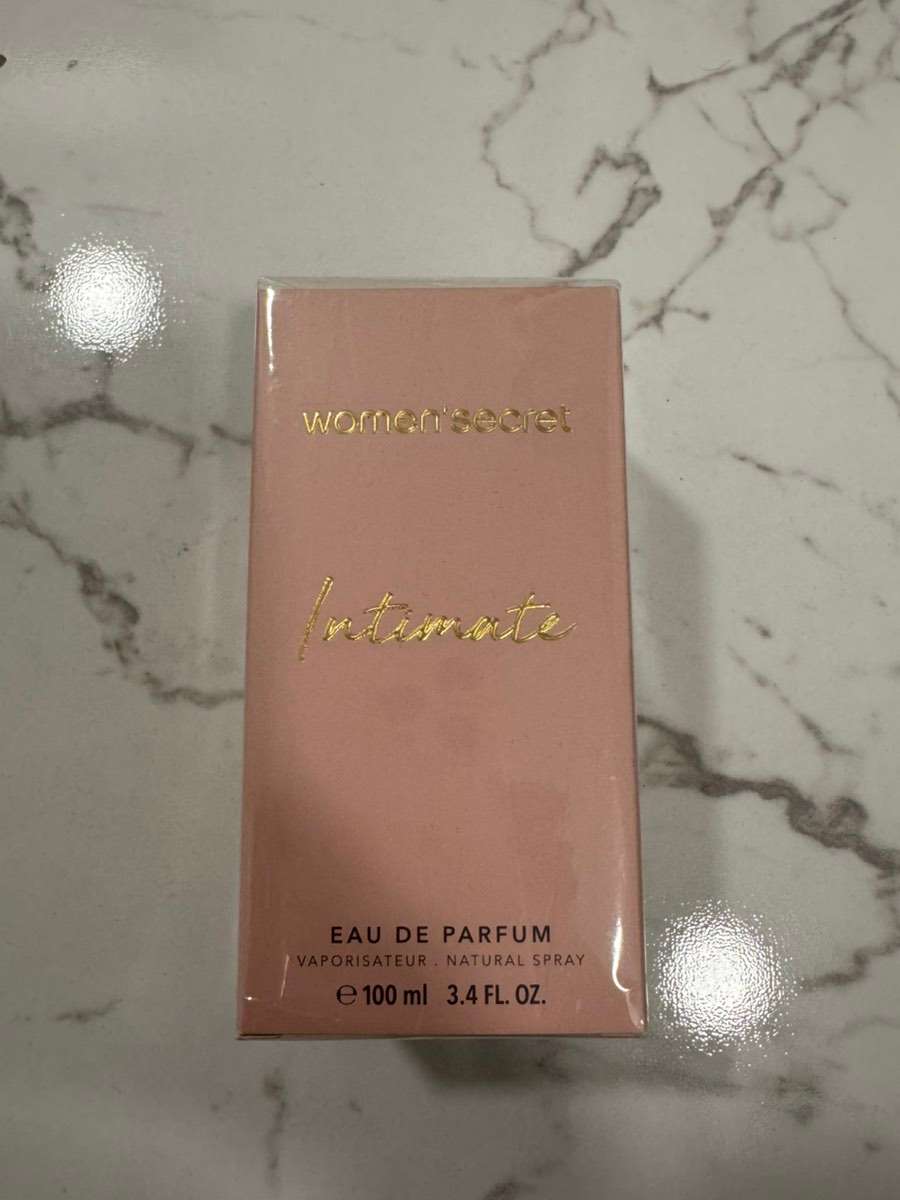 women'secret
Intimate
EAU DE PARFUM
VAPORISATEUR . NATURAL SPRAY
℮ 100 ml 3.4 FL. OZ.